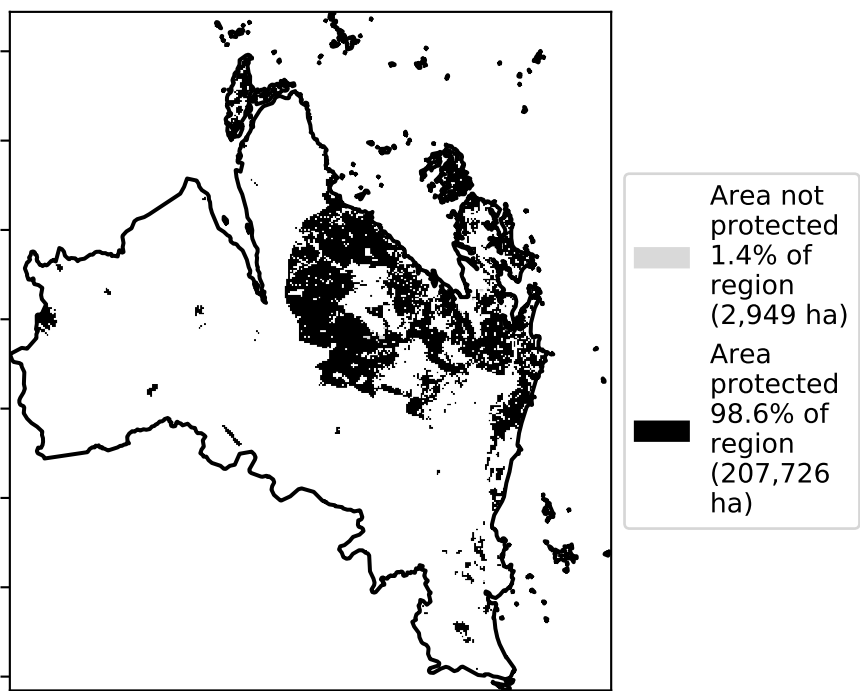 Area not
protected
1.4% of
region
(2,949 ha)
Area
protected
98.6% of
region
(207,726
ha)